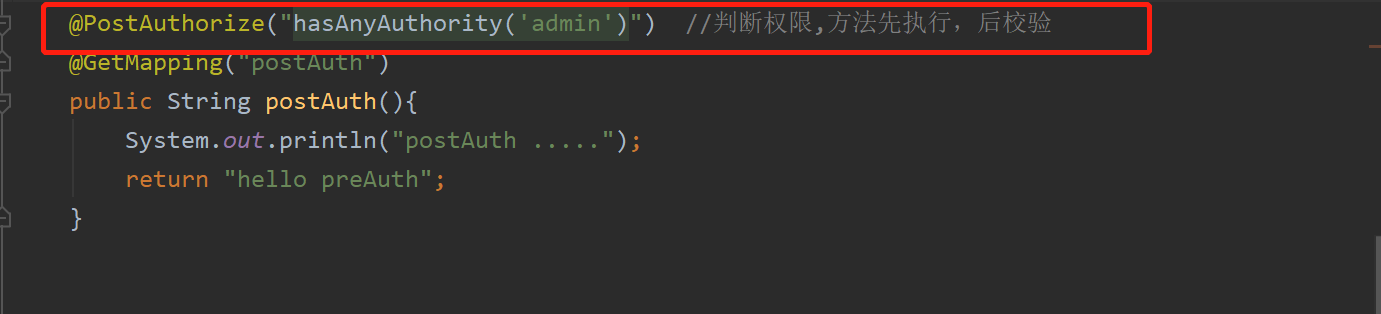 @PostAuthorize("hasAnyAuthority('admin')")  //判断权限,方法先执行，后校验
@GetMapping("postAuth")
public String postAuth(){
    System.out.println("postAuth .....");
    return "hello preAuth";
}